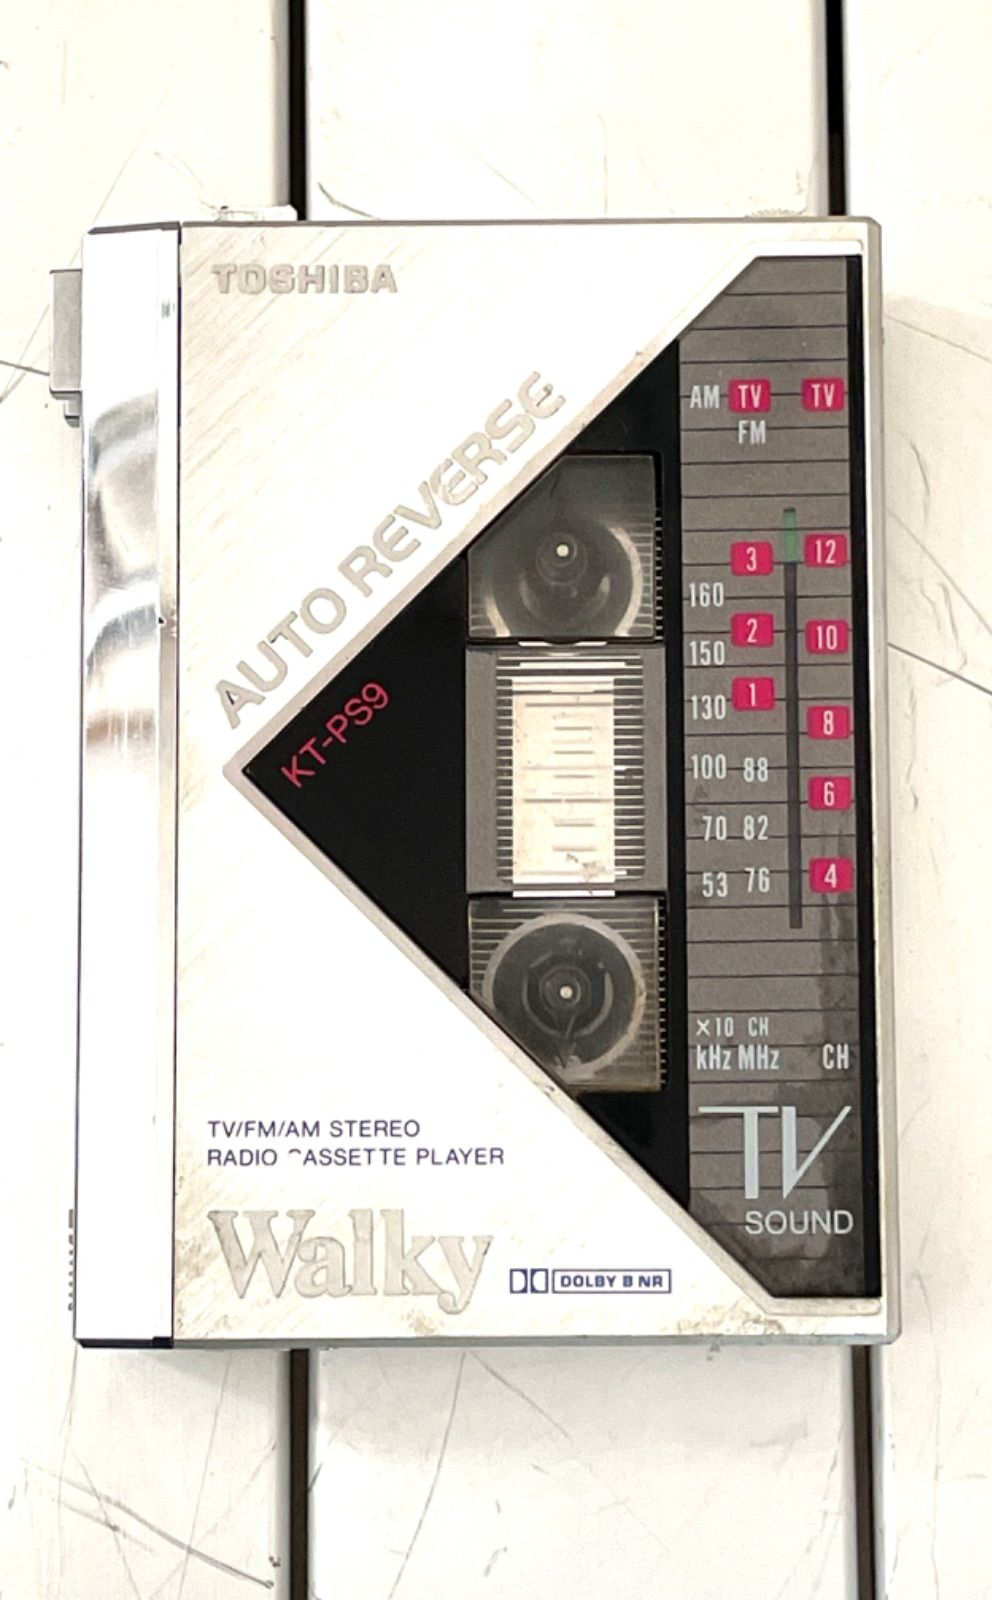 TOSHIBA
AUTO REVERSE
KT-PS9
AM TV TV
FM
3 12
160
2 10
150
1
130 8
100 88
6
70 82
53 76 4
×10 CH
kHz MHz CH
TV
SOUND
TV/FM/AM STEREO
RADIO CASSETTE PLAYER
Walky
DOLBY B NR